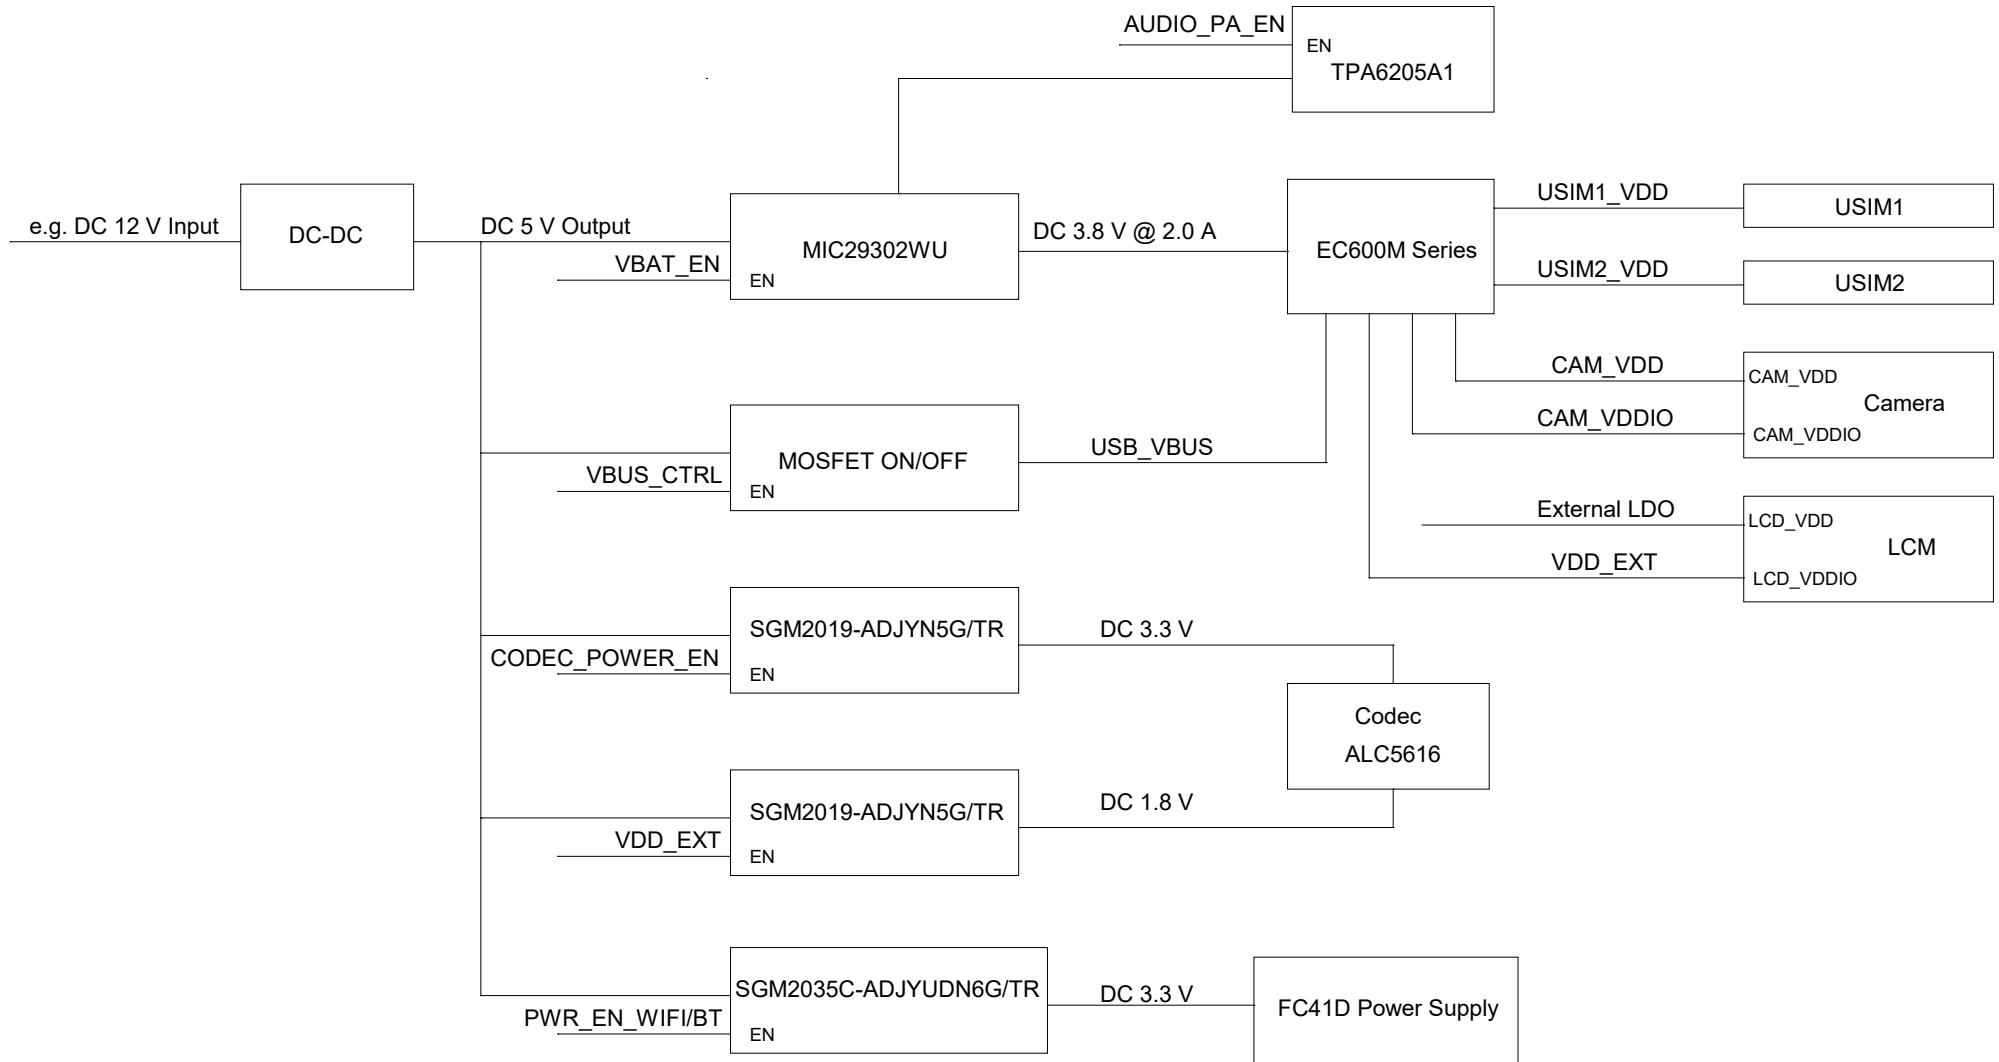 AUDIO_PA_EN
EN
TPA6205A1
e.g. DC 12 V Input
DC-DC
DC 5 V Output
VBAT_EN
MIC29302WU
EN
DC 3.8 V @ 2.0 A
EC600M Series
USIM1_VDD
USIM1
USIM2_VDD
USIM2
CAM_VDD
CAM_VDD
Camera
CAM_VDDIO
CAM_VDDIO
VBUS_CTRL
MOSFET ON/OFF
EN
USB_VBUS
External LDO
LCD_VDD
LCM
VDD_EXT
LCD_VDDIO
CODEC_POWER_EN
SGM2019-ADJYN5G/TR
EN
DC 3.3 V
Codec
ALC5616
VDD_EXT
SGM2019-ADJYN5G/TR
EN
DC 1.8 V
PWR_EN_WIFI/BT
SGM2035C-ADJYUDN6G/TR
EN
DC 3.3 V
FC41D Power Supply